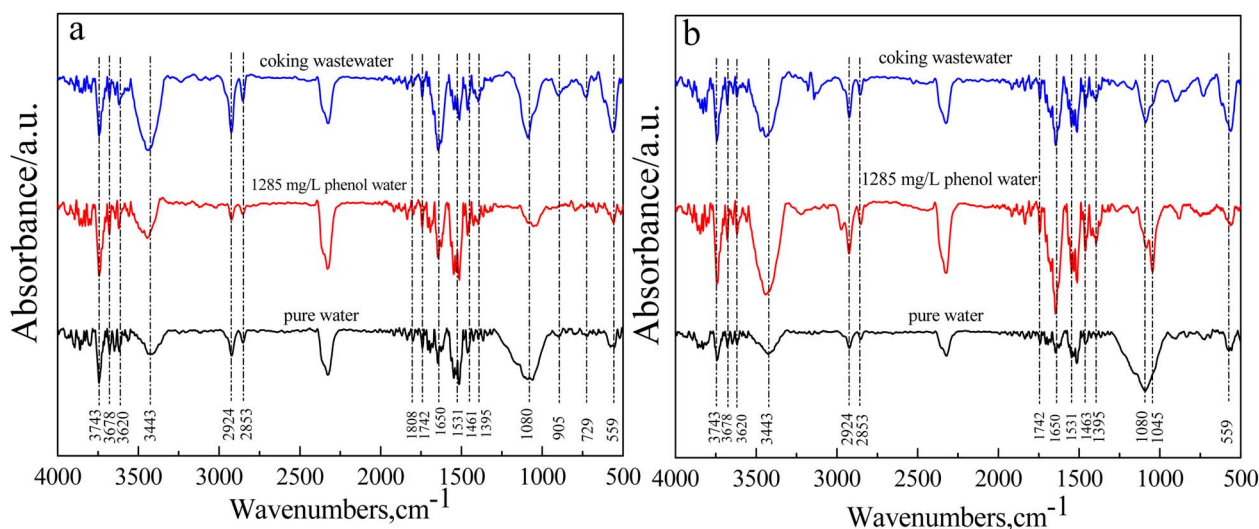 a
Absorbance/a.u.
coking wastewater
1285 mg/L phenol water
pure water
3743
3678
3620
3443
2924
2853
1808
1742
1650
1531
1461
1395
1080
905
729
559
4000 3500 3000 2500 2000 1500 1000 500
Wavenumbers,cm-1
b
Absorbance/a.u.
coking wastewater
1285 mg/L phenol water
pure water
3743
3678
3620
3443
2924
2853
1742
1650
1531
1463
1395
1080
1045
559
4000 3500 3000 2500 2000 1500 1000 500
Wavenumbers,cm-1